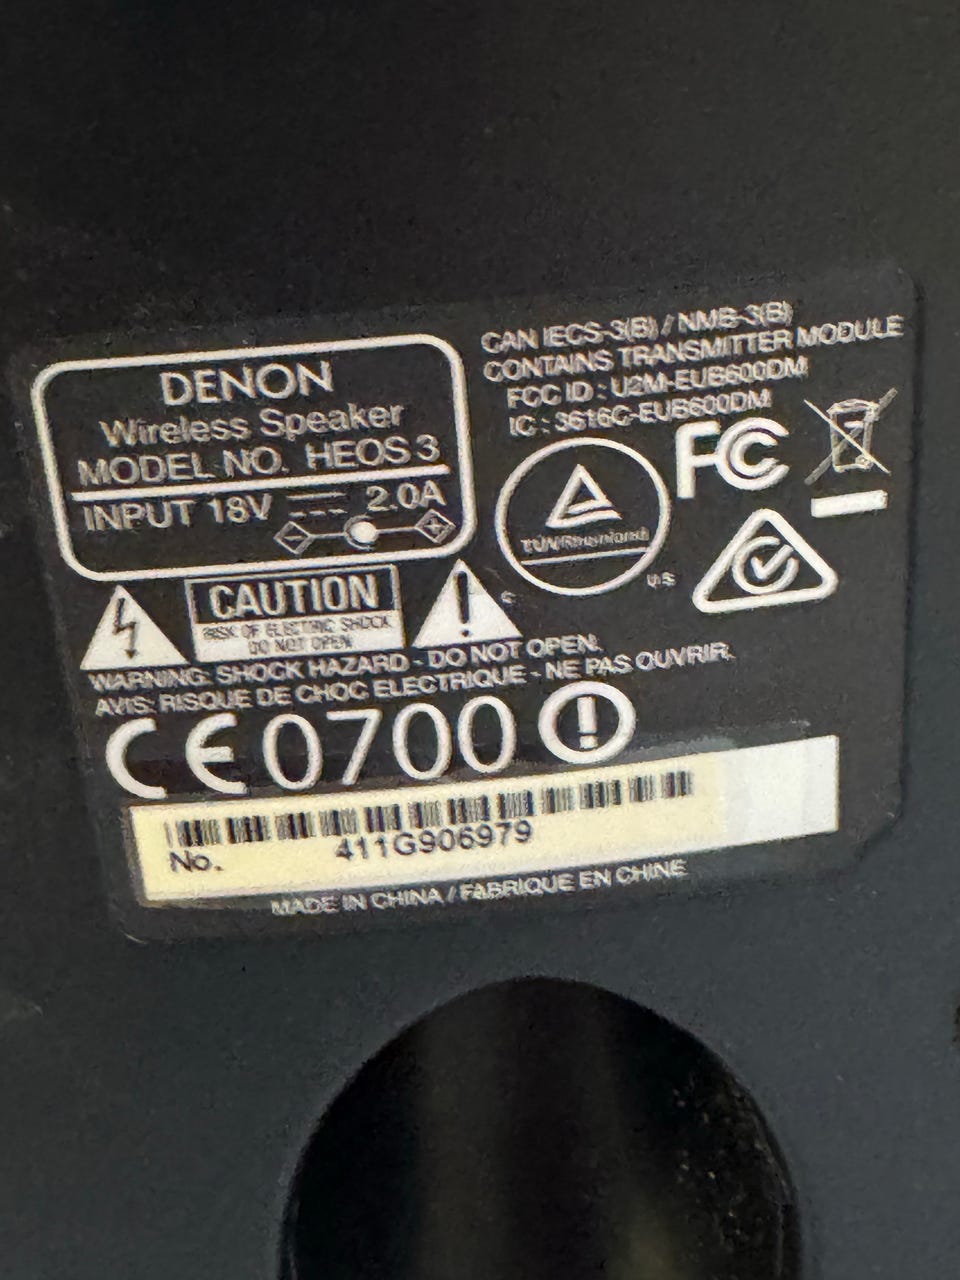 DENON
Wireless Speaker
MODEL NO. HEOS 3
INPUT 18V 2.0A
CAN IECS-3(B) / NMB-3(B)
CONTAINS TRANSMITTER MODULE
FCC ID : U2M-EUB600DM
IC : 3616C-EUB600DM
FC
TÜVRheinland
C US
CAUTION
RISK OF ELECTRIC SHOCK
DO NOT OPEN
WARNING: SHOCK HAZARD - DO NOT OPEN.
AVIS: RISQUE DE CHOC ELECTRIQUE - NE PAS OUVRIR.
CE0700
No. 411G906979
MADE IN CHINA / FABRIQUE EN CHINE